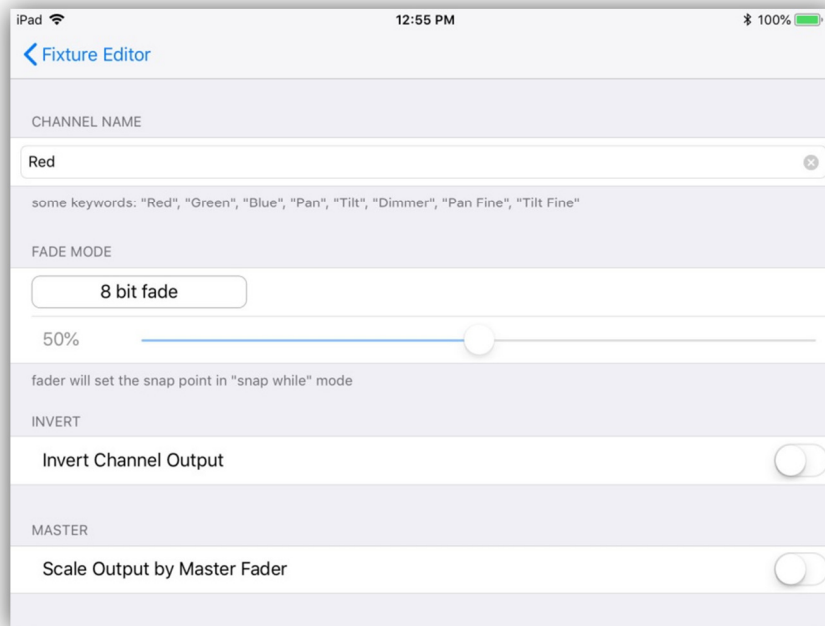 iPad 12:55 PM 100%
Fixture Editor
CHANNEL NAME
Red
some keywords: "Red", "Green", "Blue", "Pan", "Tilt", "Dimmer", "Pan Fine", "Tilt Fine"
FADE MODE
8 bit fade
50%
fader will set the snap point in "snap while" mode
INVERT
Invert Channel Output
MASTER
Scale Output by Master Fader